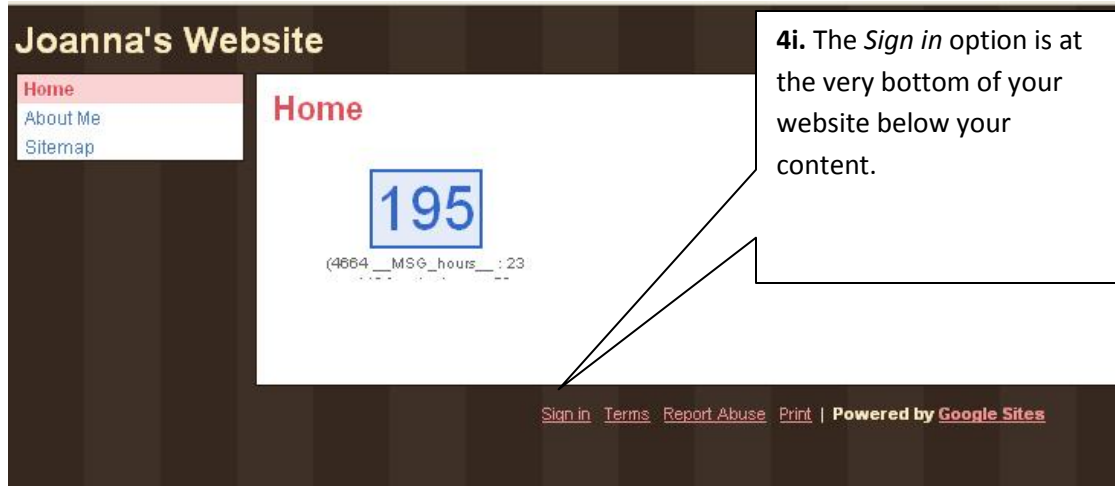 Joanna's Website
Home
About Me
Sitemap
Home
195
(4664 __MSG_hours__ : 23
4i. The Sign in option is at
the very bottom of your
website below your
content.
Sign in Terms Report Abuse Print | Powered by Google Sites